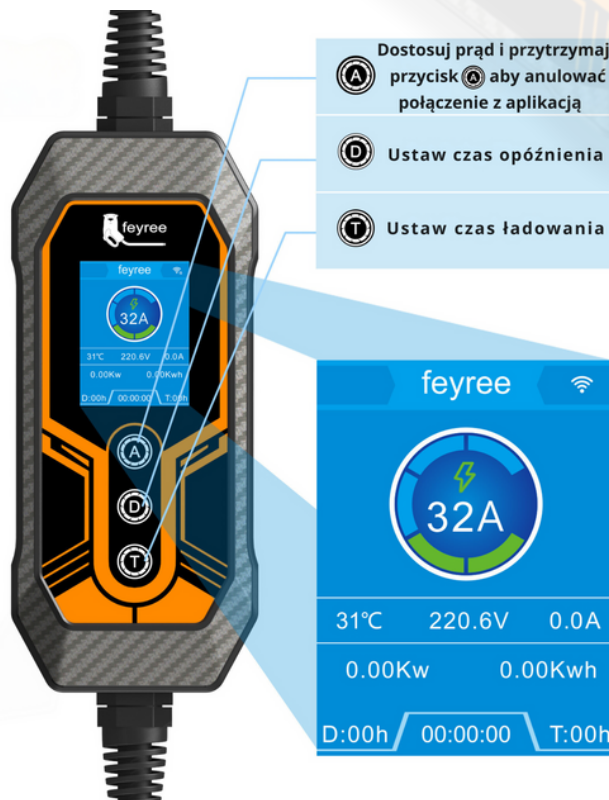 Dostosuj prąd i przytrzymaj
przycisk A aby anulować
połączenie z aplikacją
A
D
Ustaw czas opóźnienia
T
Ustaw czas ładowania
feyree
feyree
32A
31℃ 220.6V 0.0A
0.00Kw 0.00Kwh
D:00h 00:00:00 T:00h
A
D
T
feyree
32A
31℃ 220.6V 0.0A
0.00Kw 0.00Kwh
D:00h 00:00:00 T:00h